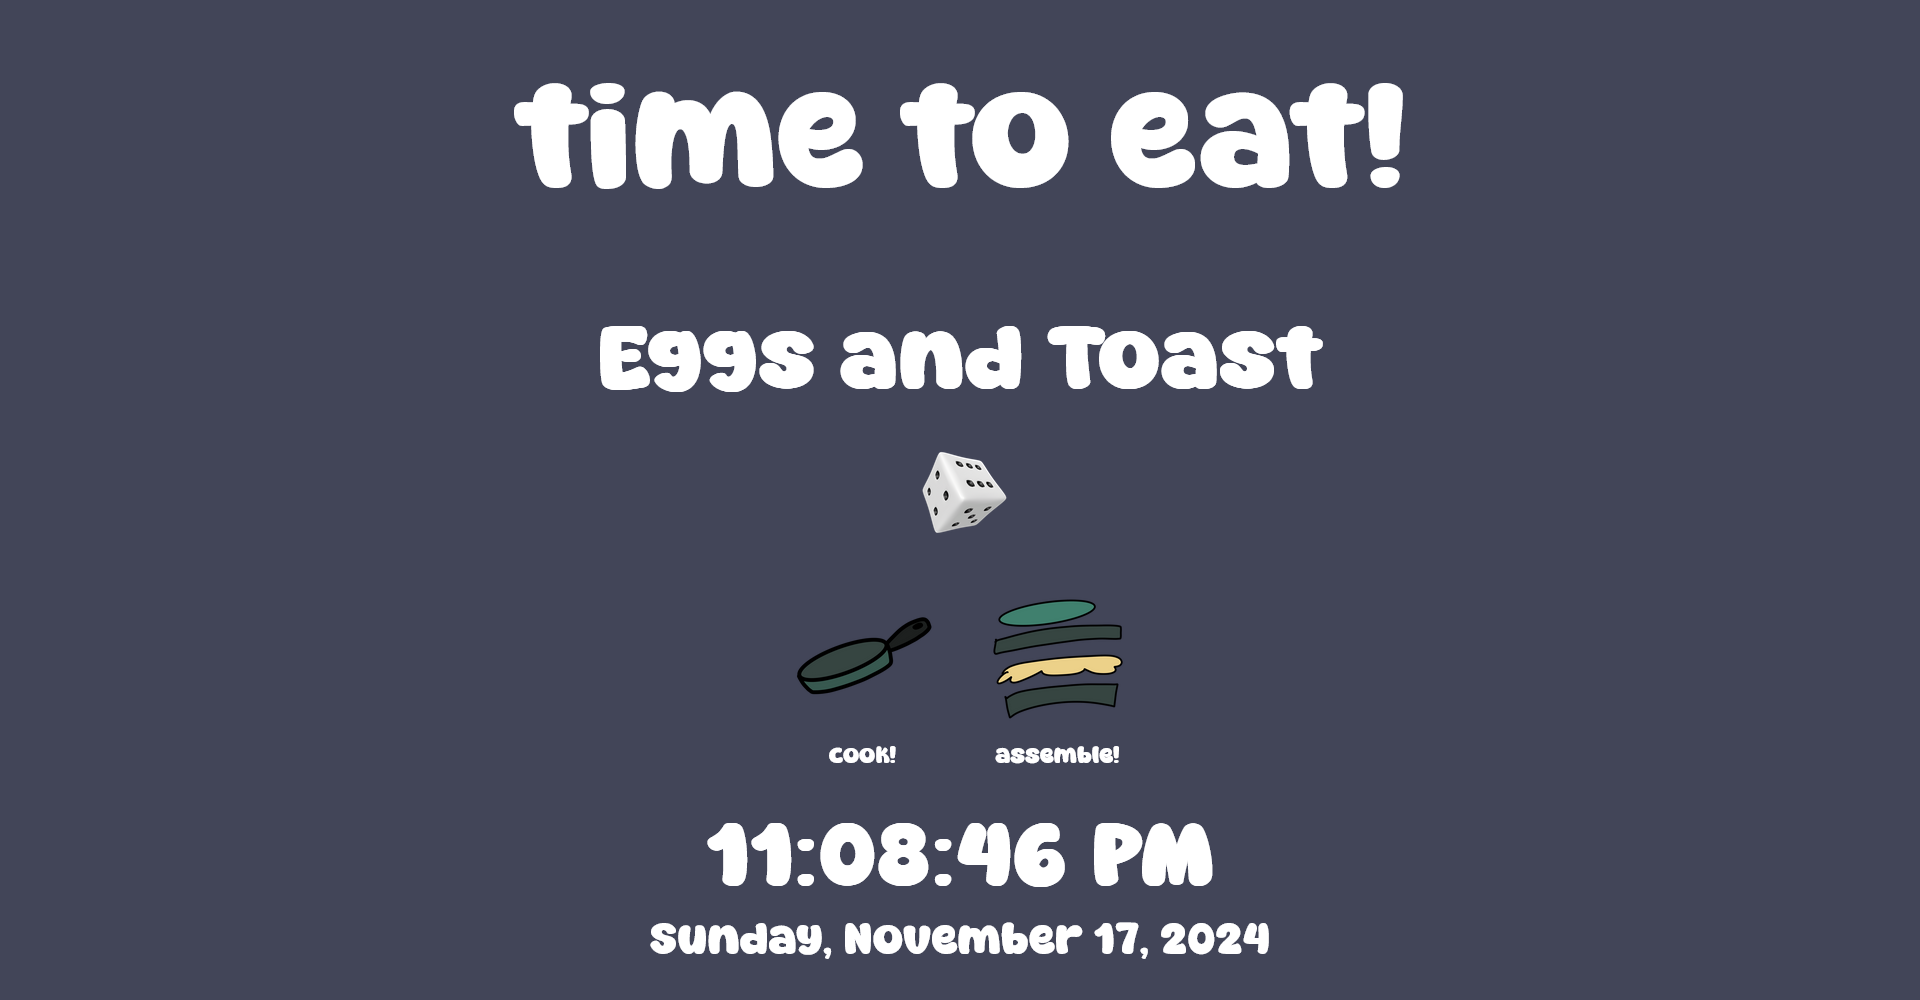 time to eat!
Eggs and Toast
cook!
assemble!
11:08:46 PM
Sunday, November 17, 2024